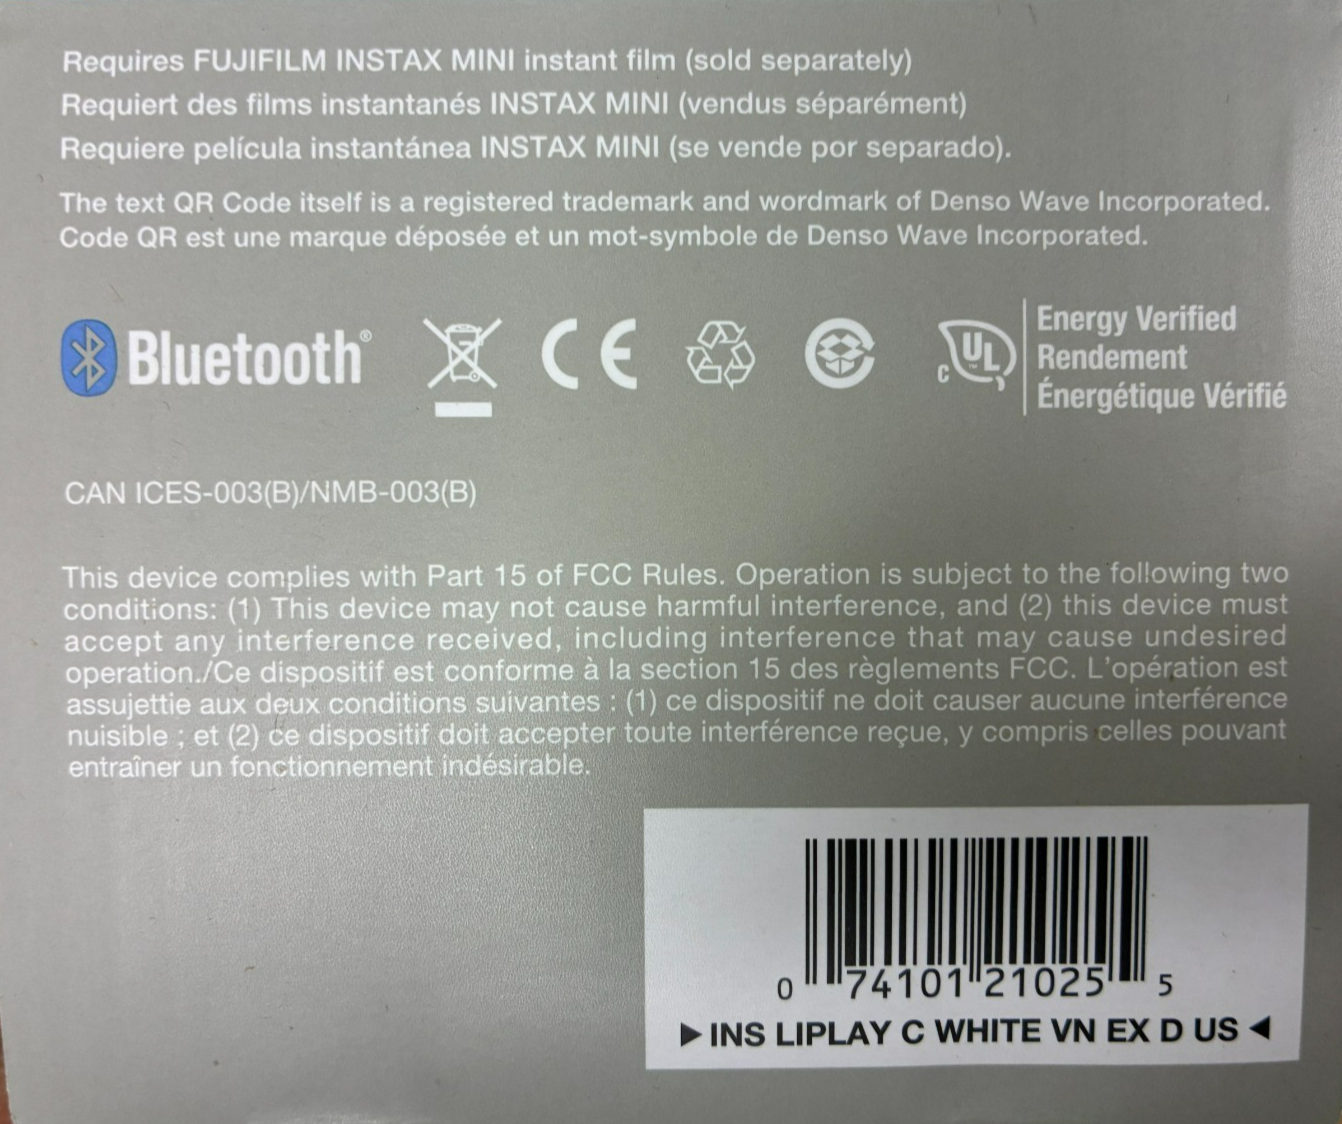 Requires FUJIFILM INSTAX MINI instant film (sold separately)
Requiert des films instantanés INSTAX MINI (vendus séparément)
Requiere película instantánea INSTAX MINI (se vende por separado).
The text QR Code itself is a registered trademark and wordmark of Denso Wave Incorporated.
Code QR est une marque déposée et un mot-symbole de Denso Wave Incorporated.
Bluetooth®
CE
C UL™
Energy Verified
Rendement
Énergétique Vérifié
CAN ICES-003(B)/NMB-003(B)
This device complies with Part 15 of FCC Rules. Operation is subject to the following two
conditions: (1) This device may not cause harmful interference, and (2) this device must
accept any interference received, including interference that may cause undesired
operation./Ce dispositif est conforme à la section 15 des règlements FCC. L'opération est
assujettie aux deux conditions suivantes : (1) ce dispositif ne doit causer aucune interférence
nuisible ; et (2) ce dispositif doit accepter toute interférence reçue, y compris celles pouvant
entraîner un fonctionnement indésirable.
0 74101 21025 5
▶ INS LIPLAY C WHITE VN EX D US ◀